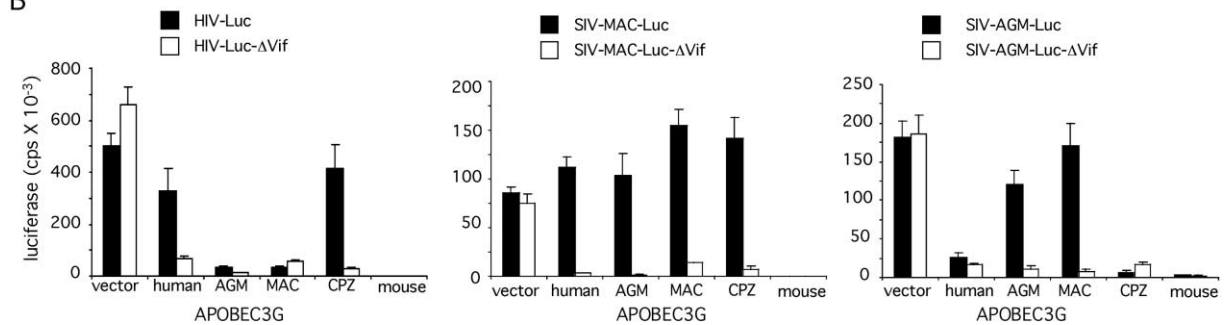 B
HIV-Luc
HIV-Luc-ΔVif
luciferase (cps X 10⁻³)
800
600
400
200
0
vector human AGM MAC CPZ mouse
APOBEC3G
SIV-MAC-Luc
SIV-MAC-Luc-ΔVif
200
150
100
50
0
vector human AGM MAC CPZ mouse
APOBEC3G
SIV-AGM-Luc
SIV-AGM-Luc-ΔVif
250
200
150
100
50
0
vector human AGM MAC CPZ mouse
APOBEC3G